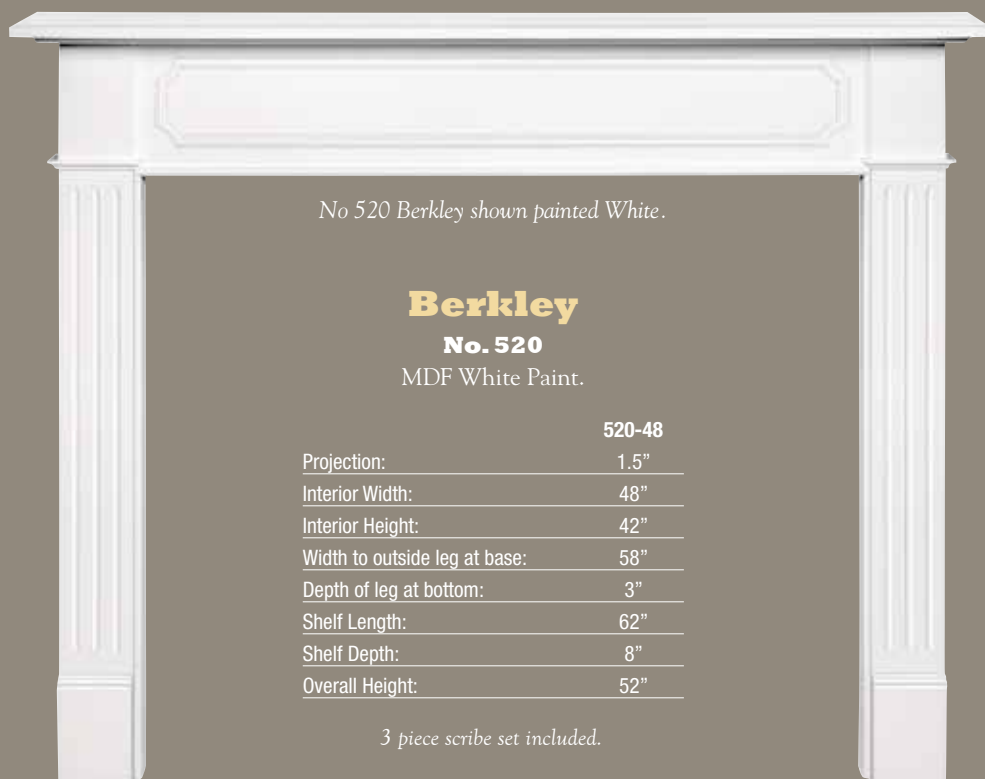 No 520 Berkley shown painted White.
Berkley
No. 520
MDF White Paint.
520-48
Projection: 1.5”
Interior Width: 48”
Interior Height: 42”
Width to outside leg at base: 58”
Depth of leg at bottom: 3”
Shelf Length: 62”
Shelf Depth: 8”
Overall Height: 52”
3 piece scribe set included.